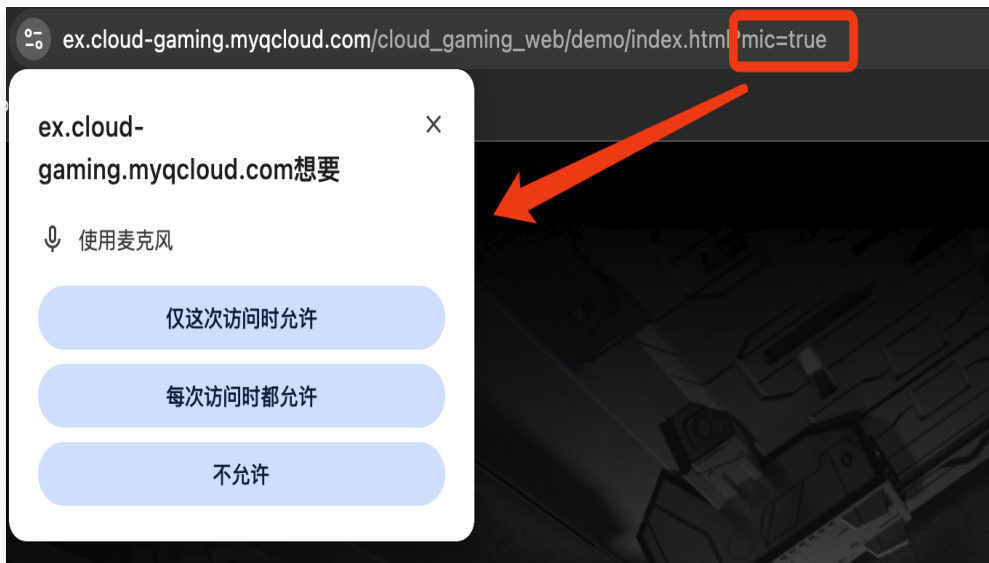 ex.cloud-gaming.myqcloud.com/cloud_gaming_web/demo/index.html?mic=true
ex.cloud-
gaming.myqcloud.com想要
使用麦克风
仅这次访问时允许
每次访问时都允许
不允许